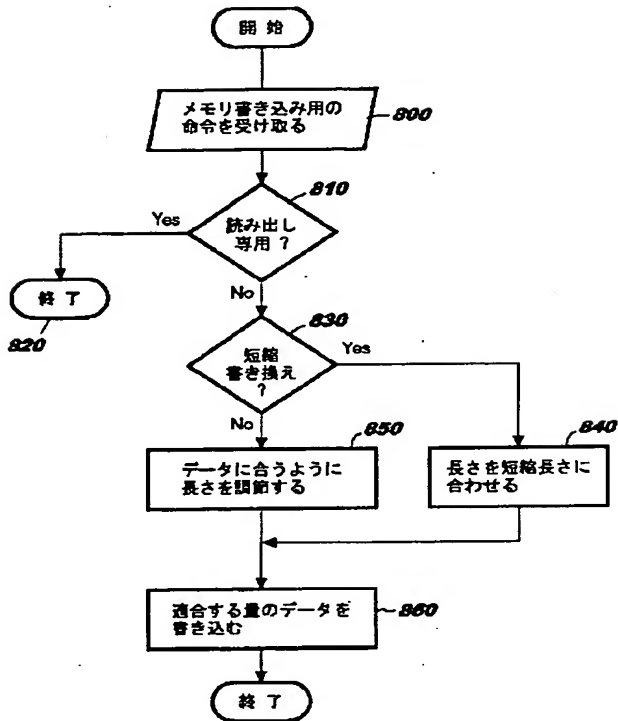 開始
メモリ書き込み用の
命令を受け取る
800
810
Yes
読み出し
専用？
No
終了
820
830
短縮
書き換え
？
Yes
No
850
データに合うように
長さを調節する
840
長さを短縮長さに
合わせる
適合する量のデータを
書き込む
860
終了